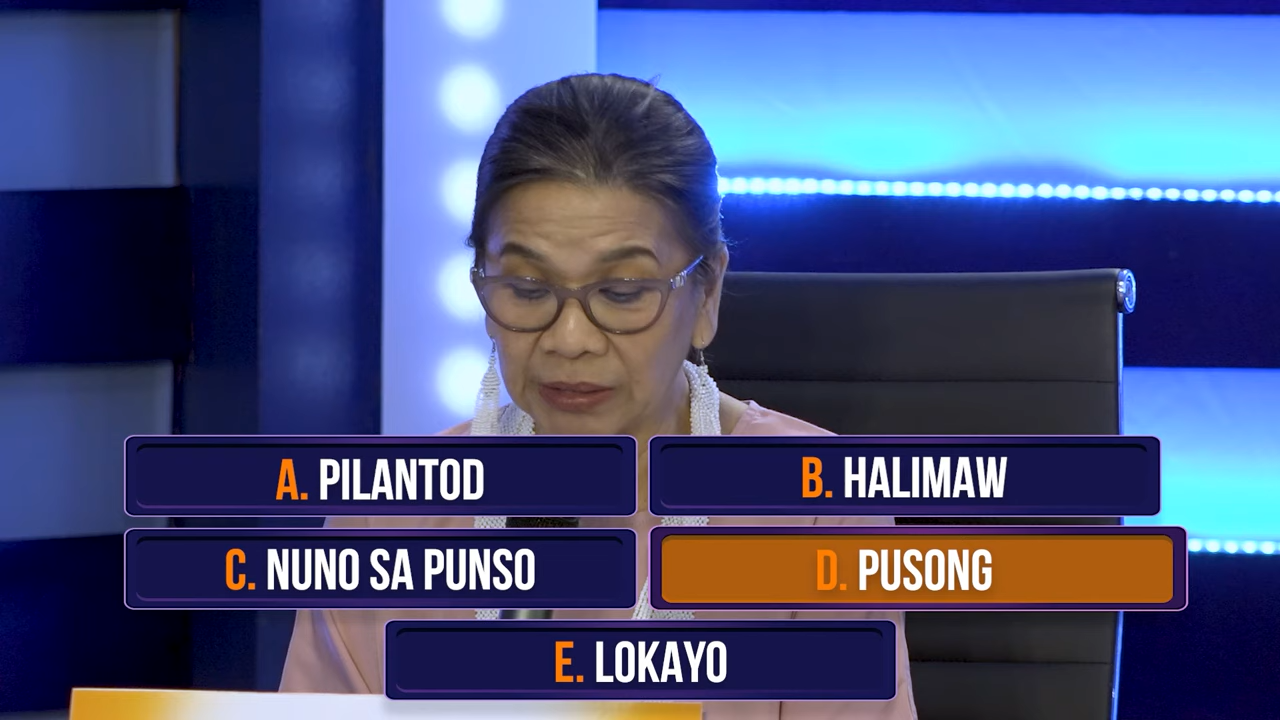 A. PILANTOD
B. HALIMAW
C. NUNO SA PUNSO
D. PUSONG
E. LOKAYO